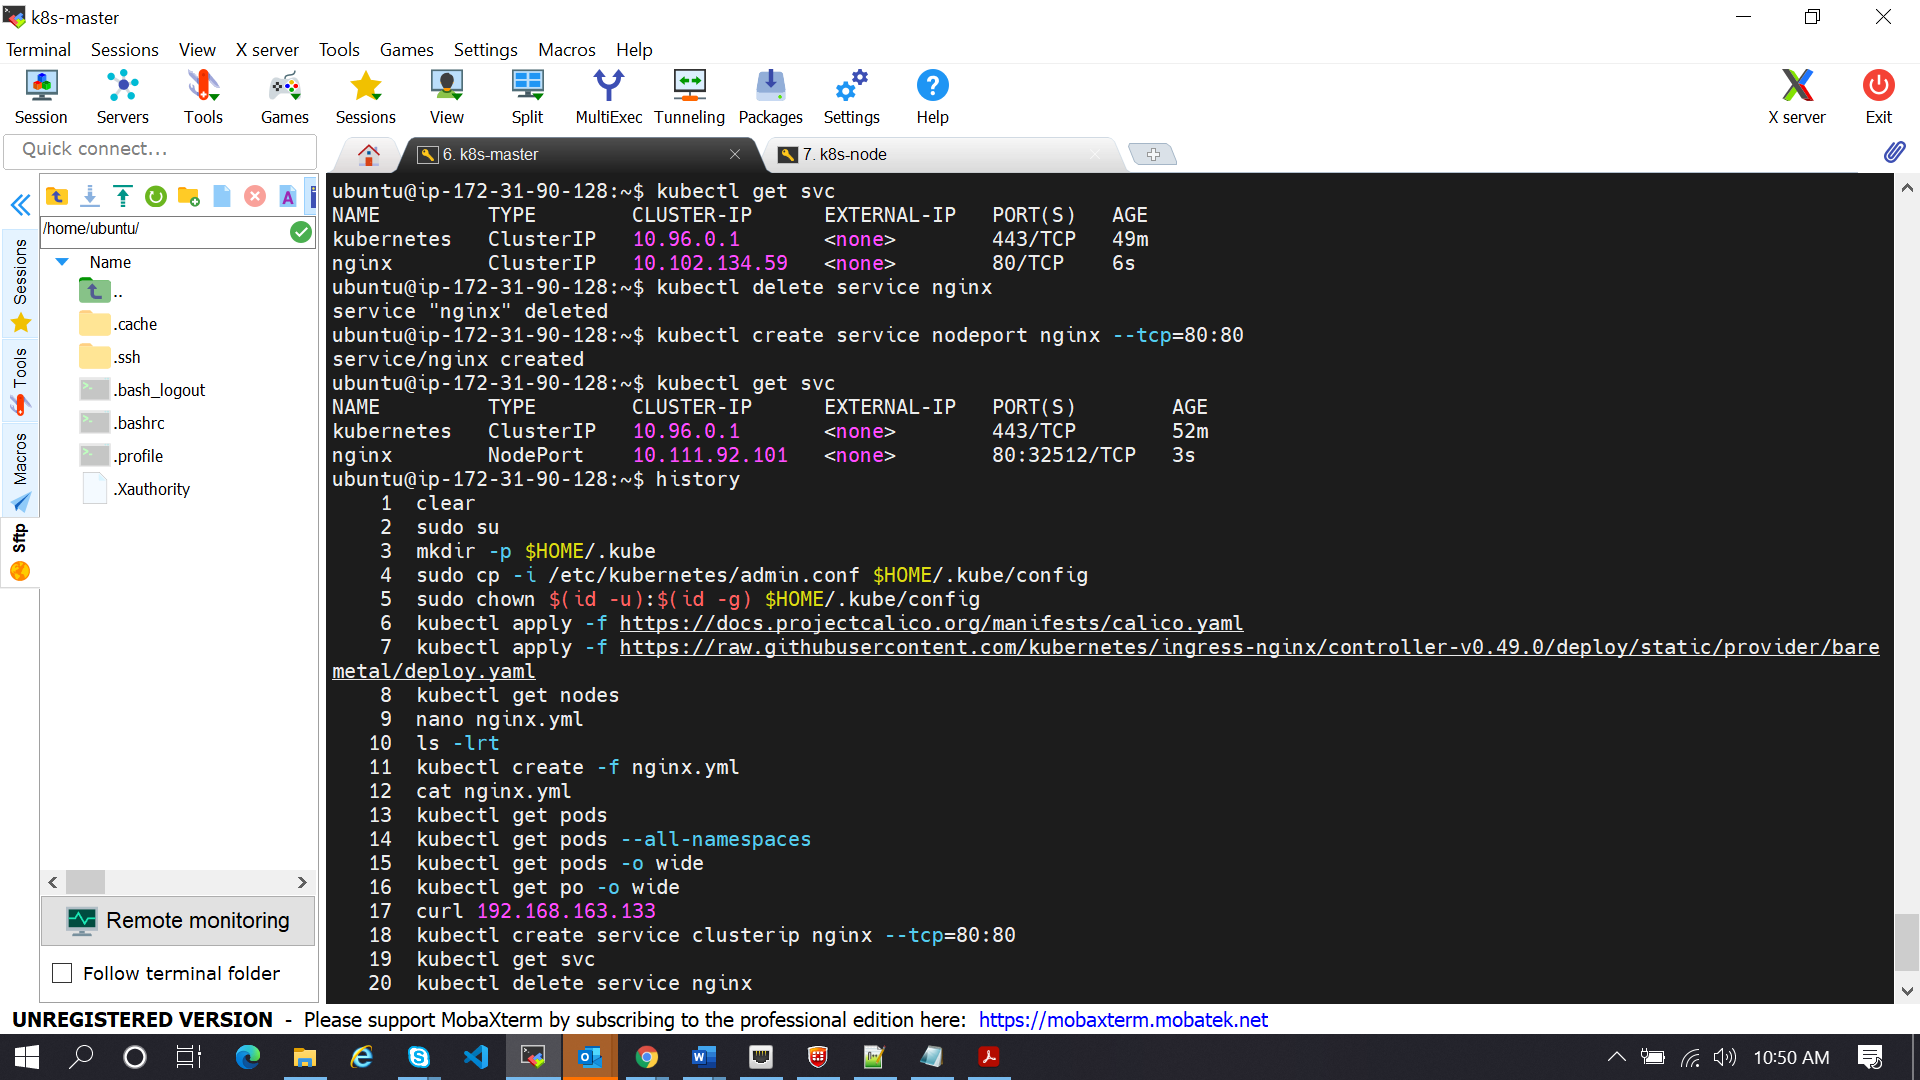 k8s-master
Terminal Sessions View X server Tools Games Settings Macros Help
Session Servers Tools Games Sessions View Split MultiExec Tunneling Packages Settings Help X server Exit
Quick connect...
6. k8s-master
7. k8s-node
/home/ubuntu/
Name
..
.cache
.ssh
.bash_logout
.bashrc
.profile
.Xauthority
Sessions
Tools
Macros
Sftp
Remote monitoring
Follow terminal folder
ubuntu@ip-172-31-90-128:~$ kubectl get svc
NAME TYPE CLUSTER-IP EXTERNAL-IP PORT(S) AGE
kubernetes ClusterIP 10.96.0.1 <none> 443/TCP 49m
nginx ClusterIP 10.102.134.59 <none> 80/TCP 6s
ubuntu@ip-172-31-90-128:~$ kubectl delete service nginx
service "nginx" deleted
ubuntu@ip-172-31-90-128:~$ kubectl create service nodeport nginx --tcp=80:80
service/nginx created
ubuntu@ip-172-31-90-128:~$ kubectl get svc
NAME TYPE CLUSTER-IP EXTERNAL-IP PORT(S) AGE
kubernetes ClusterIP 10.96.0.1 <none> 443/TCP 52m
nginx NodePort 10.111.92.101 <none> 80:32512/TCP 3s
ubuntu@ip-172-31-90-128:~$ history
1 clear
2 sudo su
3 mkdir -p $HOME/.kube
4 sudo cp -i /etc/kubernetes/admin.conf $HOME/.kube/config
5 sudo chown $(id -u):$(id -g) $HOME/.kube/config
6 kubectl apply -f https://docs.projectcalico.org/manifests/calico.yaml
7 kubectl apply -f https://raw.githubusercontent.com/kubernetes/ingress-nginx/controller-v0.49.0/deploy/static/provider/bare
metal/deploy.yaml
8 kubectl get nodes
9 nano nginx.yml
10 ls -lrt
11 kubectl create -f nginx.yml
12 cat nginx.yml
13 kubectl get pods
14 kubectl get pods --all-namespaces
15 kubectl get pods -o wide
16 kubectl get po -o wide
17 curl 192.168.163.133
18 kubectl create service clusterip nginx --tcp=80:80
19 kubectl get svc
20 kubectl delete service nginx
UNREGISTERED VERSION - Please support MobaXterm by subscribing to the professional edition here: https://mobaxterm.mobatek.net
10:50 AM